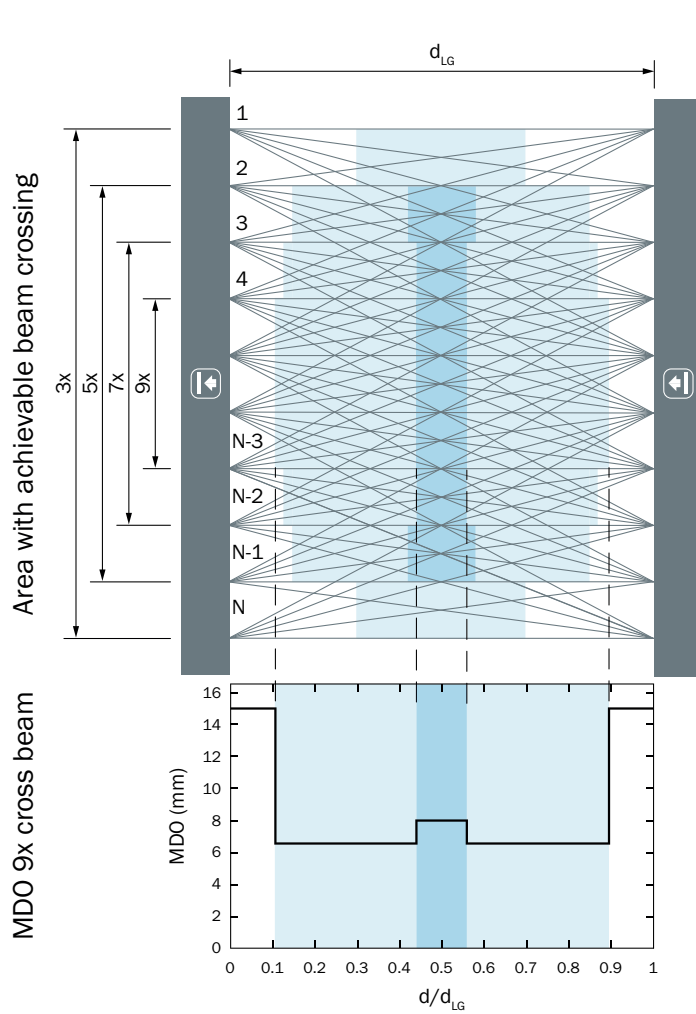 d_LG
1
2
3
4
N-3
N-2
N-1
N
3x
5x
7x
9x
Area with achievable beam crossing
MDO 9x cross beam
MDO (mm)
16
14
12
10
8
6
4
2
0
0 0.1 0.2 0.3 0.4 0.5 0.6 0.7 0.8 0.9 1
d/d_LG